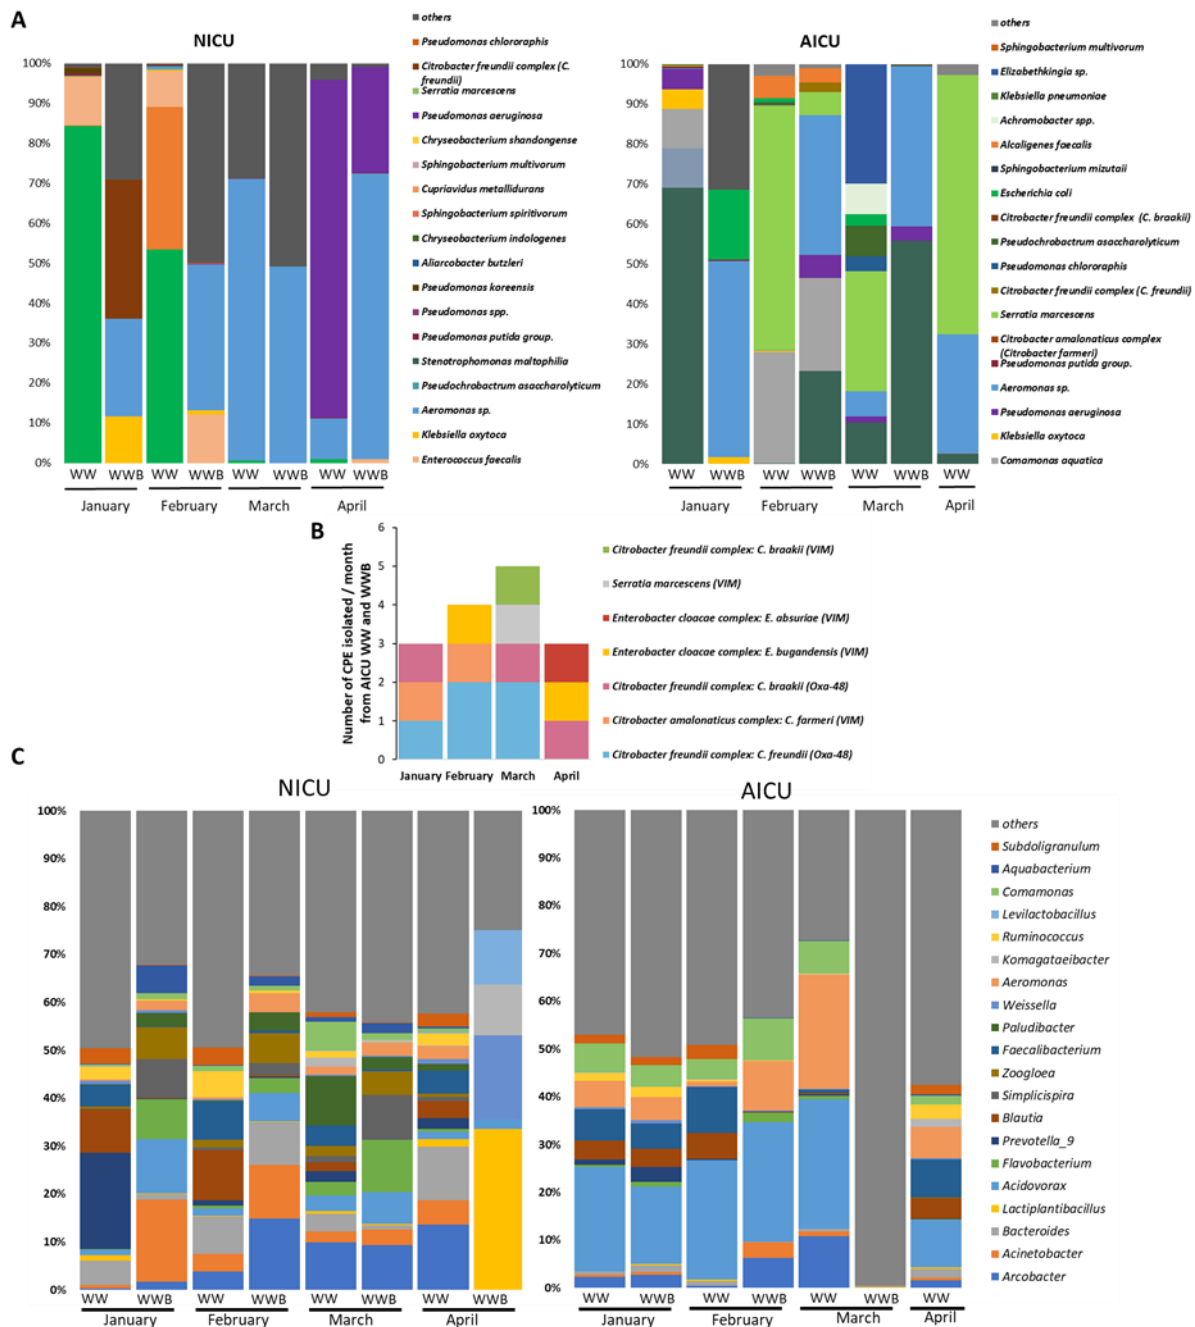 A
NICU
100%
90%
80%
70%
60%
50%
40%
30%
20%
10%
0%
WW WWB WW WWB WW WWB WW WWB
January February March April
others
Pseudomonas chlororaphis
Citrobacter freundii complex (C.
freundii)
Serratia marcescens
Pseudomonas aeruginosa
Chryseobacterium shandongense
Sphingobacterium multivorum
Cupriavidus metallidurans
Sphingobacterium spiritivorum
Chryseobacterium indologenes
Aliarcobacter butzleri
Pseudomonas koreensis
Pseudomonas spp.
Pseudomonas putida group.
Stenotrophomonas maltophilia
Pseudochrobactrum asaccharolyticum
Aeromonas sp.
Klebsiella oxytoca
Enterococcus faecalis
AICU
100%
90%
80%
70%
60%
50%
40%
30%
20%
10%
0%
WW WWB WW WWB WW WWB WW
January February March April
others
Sphingobacterium multivorum
Elizabethkingia sp.
Klebsiella pneumoniae
Achromobacter spp.
Alcaligenes faecalis
Sphingobacterium mizutaii
Escherichia coli
Citrobacter freundii complex (C. braakii)
Pseudochrobactrum asaccharolyticum
Pseudomonas chlororaphis
Citrobacter freundii complex (C. freundii)
Serratia marcescens
Citrobacter amalonaticus complex
(Citrobacter farmeri)
Pseudomonas putida group.
Aeromonas sp.
Pseudomonas aeruginosa
Klebsiella oxytoca
Comamonas aquatica
B
Number of CPE isolated / month
from AICU WW and WWB
6
5
4
3
2
1
0
January February March April
Citrobacter freundii complex: C. braakii (VIM)
Serratia marcescens (VIM)
Enterobacter cloacae complex: E. absuriae (VIM)
Enterobacter cloacae complex: E. bugandensis (VIM)
Citrobacter freundii complex: C. braakii (Oxa-48)
Citrobacter amalonaticus complex: C. farmeri (VIM)
Citrobacter freundii complex: C. freundii (Oxa-48)
C
NICU
100%
90%
80%
70%
60%
50%
40%
30%
20%
10%
0%
WW WWB WW WWB WW WWB WW WWB
January February March April
AICU
100%
90%
80%
70%
60%
50%
40%
30%
20%
10%
0%
WW WWB WW WWB WW WWB WW
January February March April
others
Subdoligranulum
Aquabacterium
Comamonas
Levilactobacillus
Ruminococcus
Komagataeibacter
Aeromonas
Weissella
Paludibacter
Faecalibacterium
Zoogloea
Simplicispira
Blautia
Prevotella_9
Flavobacterium
Acidovorax
Lactiplantibacillus
Bacteroides
Acinetobacter
Arcobacter